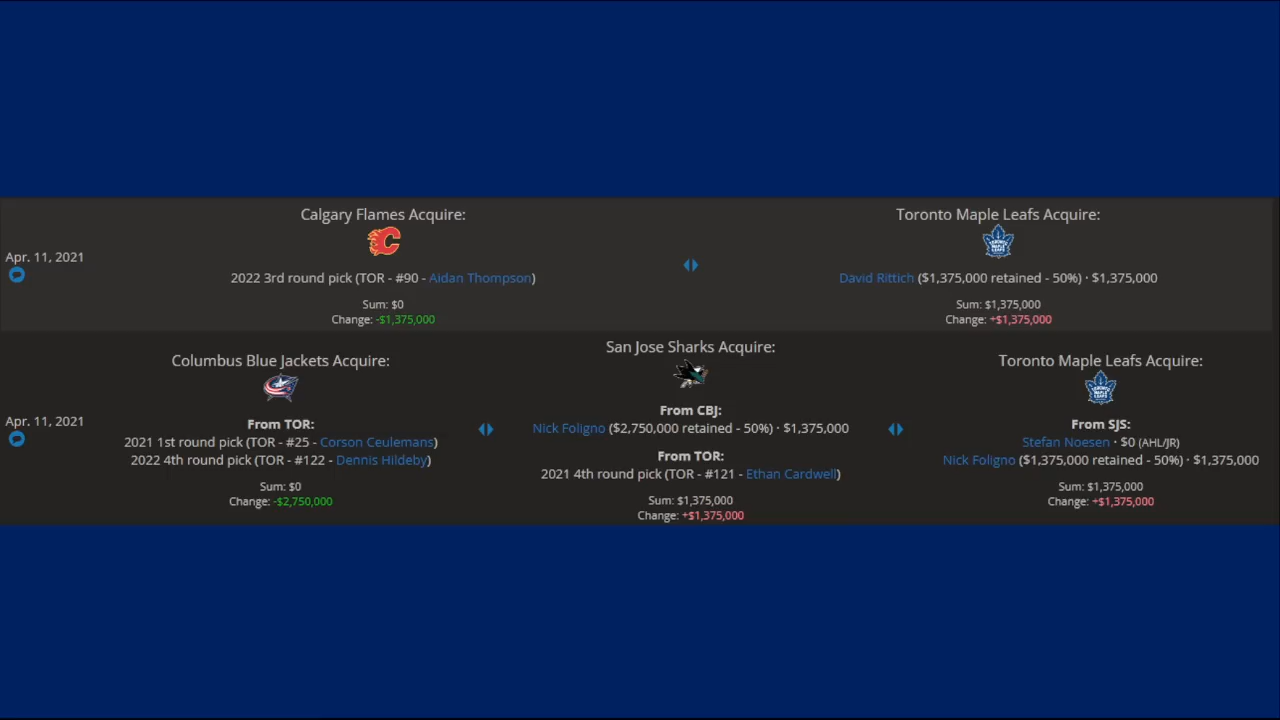 Calgary Flames Acquire:
Toronto Maple Leafs Acquire:
Apr. 11, 2021
2022 3rd round pick (TOR - #90 - Aidan Thompson)
David Rittich ($1,375,000 retained - 50%) · $1,375,000
Sum: $0
Change: -$1,375,000
Sum: $1,375,000
Change: +$1,375,000
Columbus Blue Jackets Acquire:
San Jose Sharks Acquire:
Toronto Maple Leafs Acquire:
Apr. 11, 2021
From TOR:
2021 1st round pick (TOR - #25 - Corson Ceulemans)
2022 4th round pick (TOR - #122 - Dennis Hildeby)
Sum: $0
Change: -$2,750,000
From CBJ:
Nick Foligno ($2,750,000 retained - 50%) · $1,375,000
From TOR:
2021 4th round pick (TOR - #121 - Ethan Cardwell)
Sum: $1,375,000
Change: +$1,375,000
From SJS:
Stefan Noesen · $0 (AHL/JR)
Nick Foligno ($1,375,000 retained - 50%) · $1,375,000
Sum: $1,375,000
Change: +$1,375,000